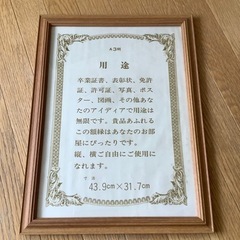 A3判
用途
卒業証書、表彰状、免許
証、許可証、写真、ポス
ター、図画、その他あな
たのアイディアで用途は
無限です。貴品あふれる
この額縁はあなたのお部
屋にぴったりです。
縦、横ご自由にご使用に
なれます。
寸法
43.9cm×31.7cm